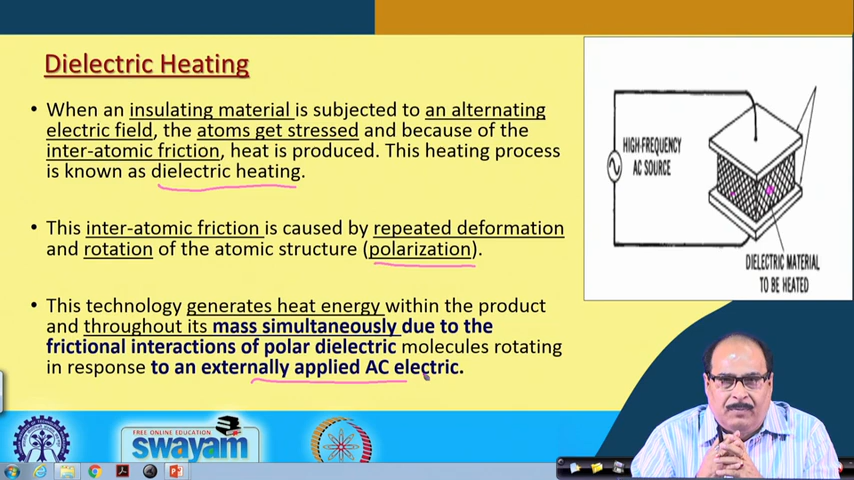 Dielectric Heating
• When an insulating material is subjected to an alternating
electric field, the atoms get stressed and because of the
inter-atomic friction, heat is produced. This heating process
is known as dielectric heating.
• This inter-atomic friction is caused by repeated deformation
and rotation of the atomic structure (polarization).
• This technology generates heat energy within the product
and throughout its mass simultaneously due to the
frictional interactions of polar dielectric molecules rotating
in response to an externally applied AC electric.
HIGH-FREQUENCY
AC SOURCE
DIELECTRIC MATERIAL
TO BE HEATED
FREE ONLINE EDUCATION
swayam